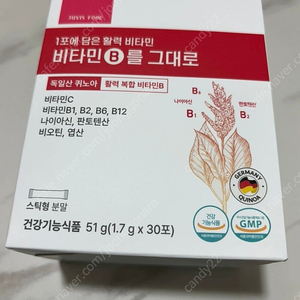 1포에 담은 활력 비타민
비타민 B를 그대로
독일산 퀴노아
활력 복합 비타민B
비타민C
비타민B1, B2, B6, B12
나이아신, 판토텐산
비오틴, 엽산
B6
나이아신
판토텐산
B1
B2
GERMANY
QUINOA
스틱형 분말
건강기능식품 51 g(1.7 g x 30포)
건강
기능식품
GMP